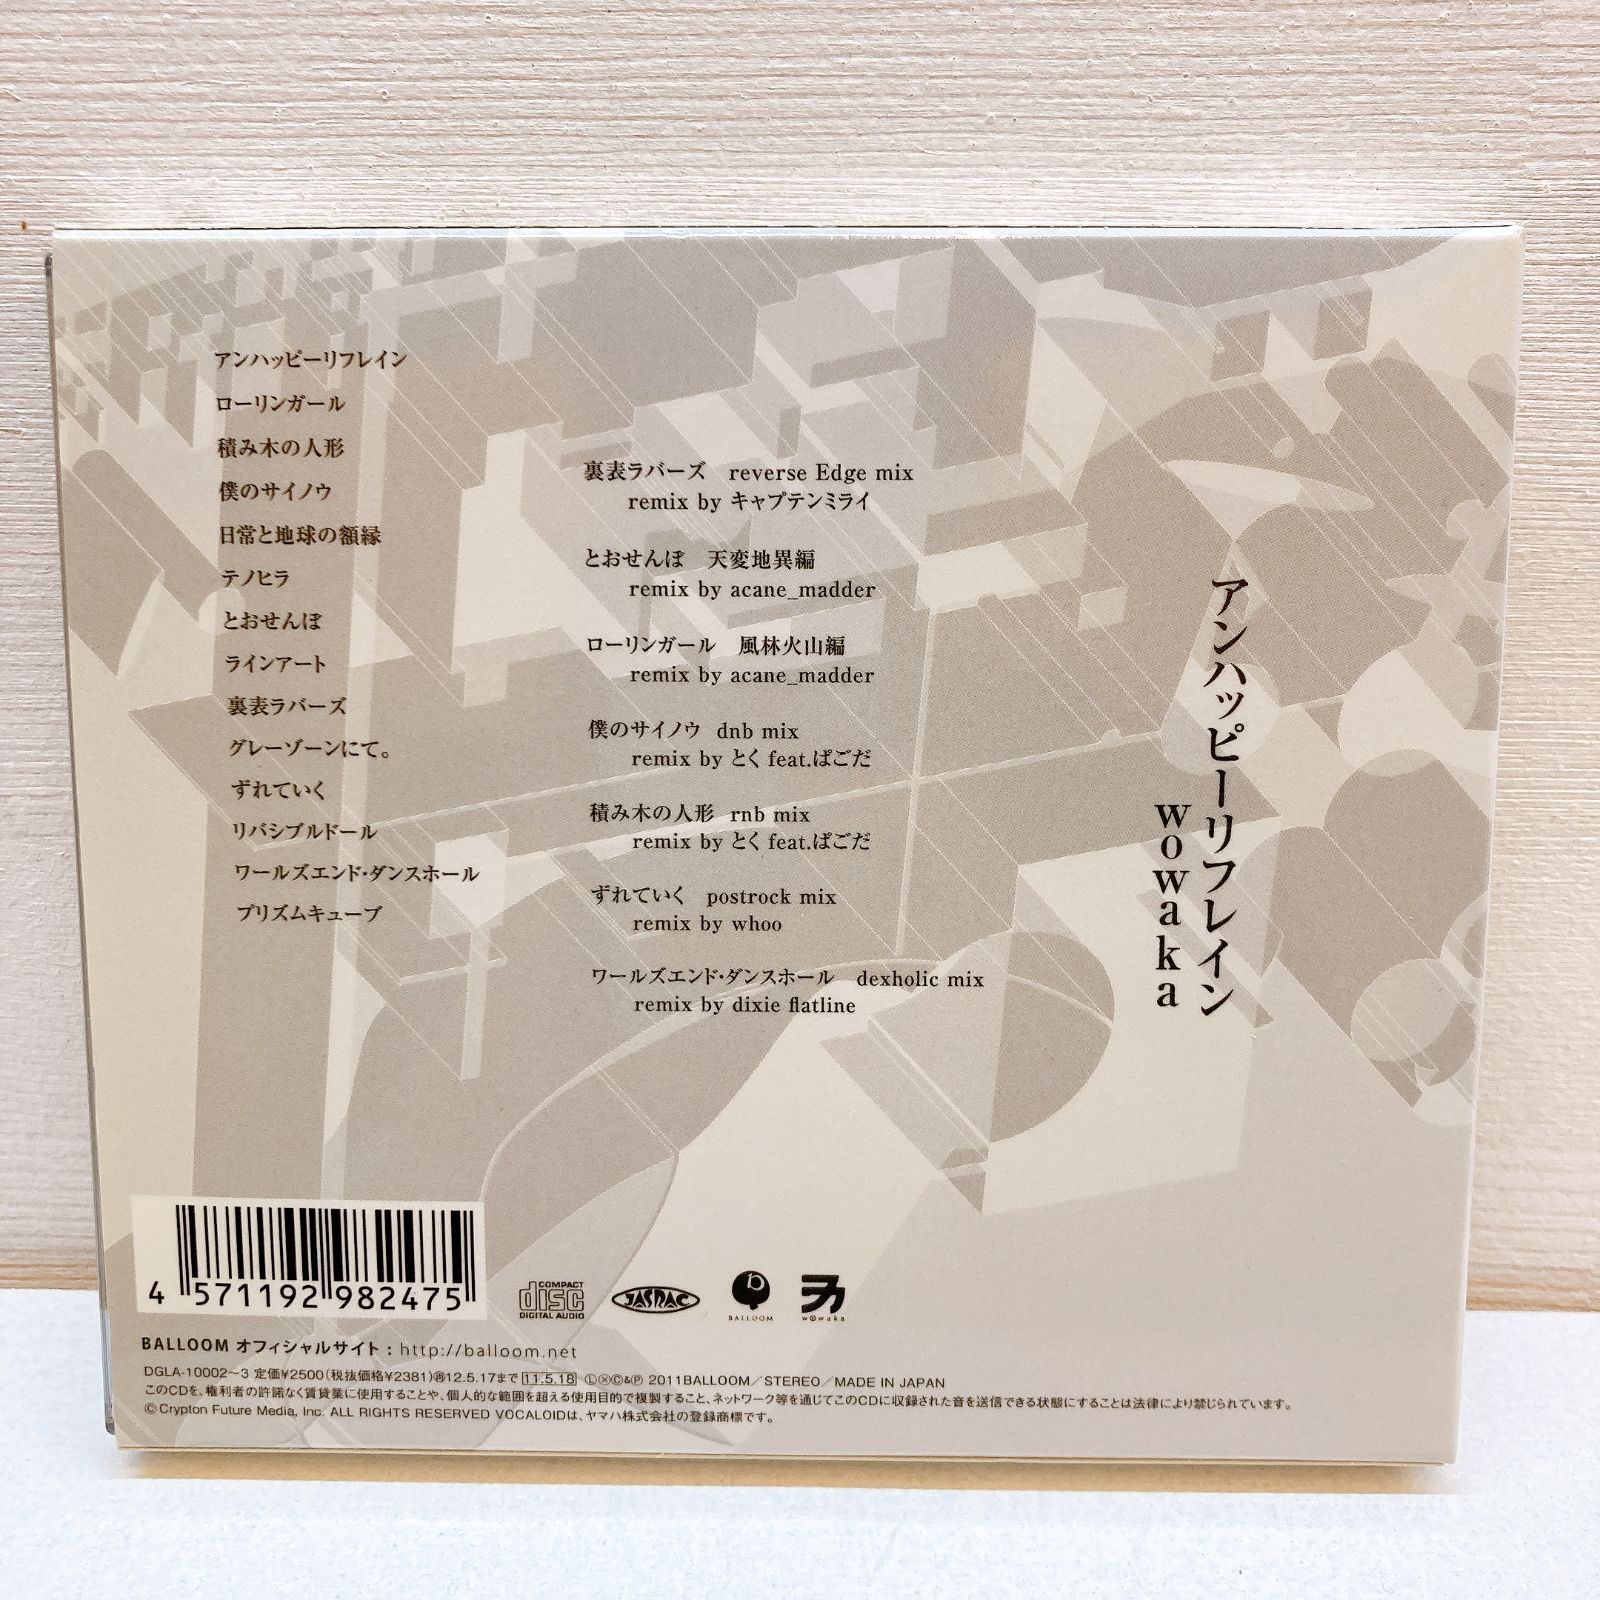 アンハッピーリフレイン
ローリンガール
積み木の人形
僕のサイノウ
日常と地球の額縁
テノヒラ
とおせんぼ
ラインアート
裏表ラバーズ
グレーゾーンにて。
ずれていく
リバシブルドール
ワールズエンド・ダンスホール
プリズムキューブ
裏表ラバーズ reverse Edge mix
remix by キャプテンミライ
とおせんぼ 天変地異編
remix by acane_madder
ローリンガール 風林火山編
remix by acane_madder
僕のサイノウ dnb mix
remix by とく feat.ぱごだ
積み木の人形 rnb mix
remix by とく feat.ぱごだ
ずれていく postrock mix
remix by whoo
ワールズエンド・ダンスホール dexholic mix
remix by dixie flatline
アンハッピーリフレイン
wowaka
4 571192 982475
COMPACT
disc
DIGITAL AUDIO
JASRAC
BALLOOM
wowaka
BALLOOM オフィシャルサイト : http://balloom.net
DGLA-10002～3 定価¥2500(税抜価格¥2381)㊐12.5.17まで 11.5.18 Ⓛ Ⓧ Ⓒ&Ⓟ 2011BALLOOM／STEREO／MADE IN JAPAN
このCDを、権利者の許諾なく賃貸業に使用することや、個人的な範囲を超える使用目的で複製すること、ネットワーク等を通じてこのCDに収録された音を送信できる状態にすることは法律により禁じられています。
© Crypton Future Media, Inc. ALL RIGHTS RESERVED VOCALOIDは、ヤマハ株式会社の登録商標です。